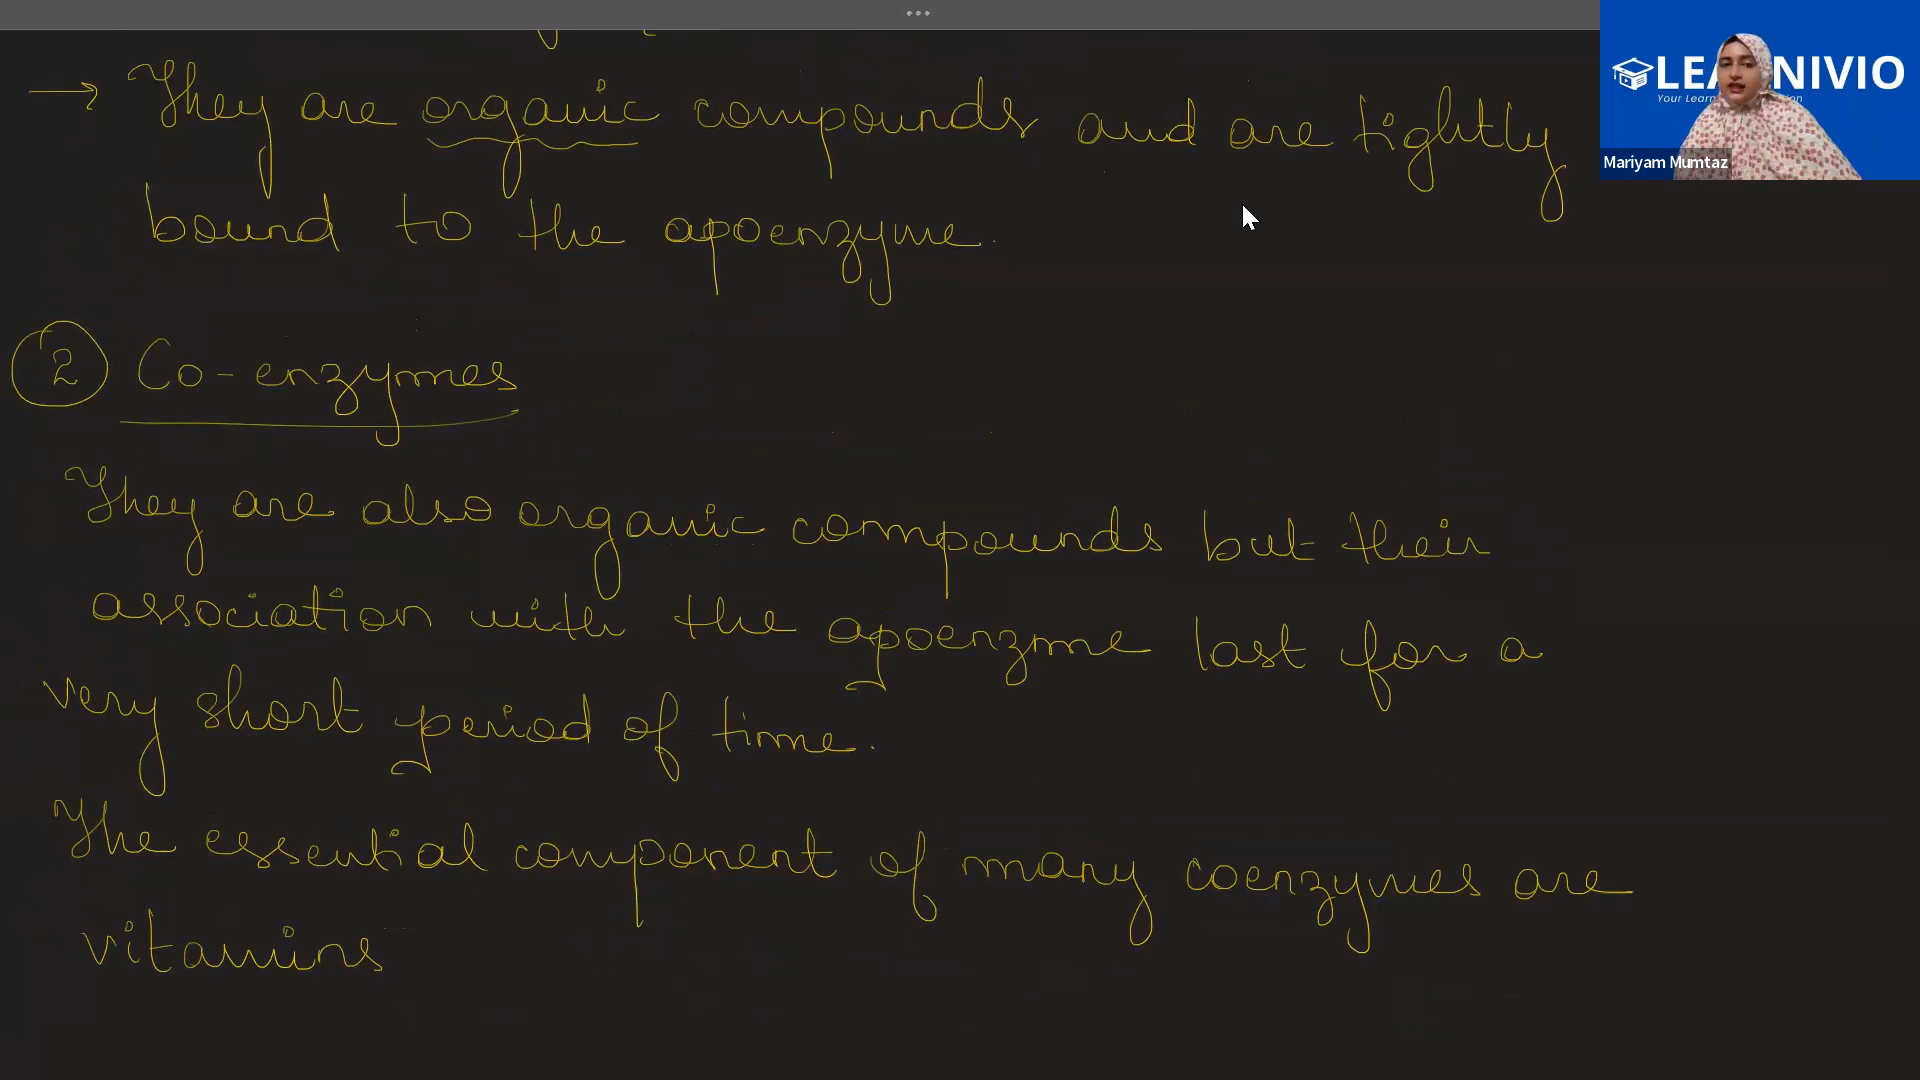 LEA NIVIO
Your Learn
Mariyam Mumtaz
→ They are organic compounds and are tightly
bound to the apoenzyme.
2 Co-enzymes
They are also organic compounds but their
association with the apoenzme last for a
very short period of time.
The essential component of many coenzymes are
vitamins